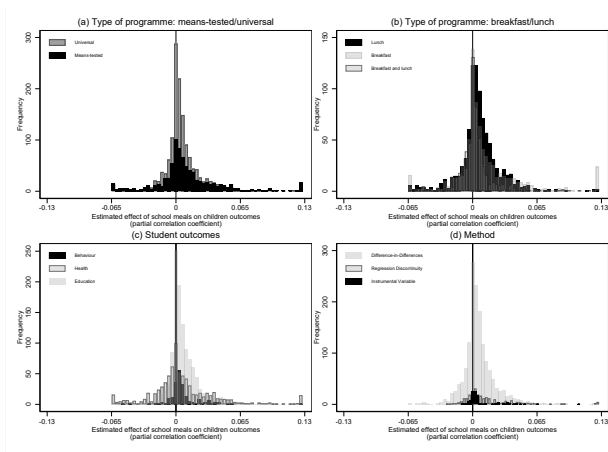 (a) Type of programme: means-tested/universal
Universal
Means-tested
Frequency
0
100
200
300
-0.13
-0.065
0
0.065
0.13
Estimated effect of school meals on children outcomes
(partial correlation coefficient)
(b) Type of programme: breakfast/lunch
Lunch
Breakfast
Breakfast and lunch
Frequency
0
50
100
150
-0.13
-0.065
0
0.065
0.13
Estimated effect of school meals on children outcomes
(partial correlation coefficient)
(c) Student outcomes
Behaviour
Health
Education
Frequency
0
50
100
150
200
250
-0.13
-0.065
0
0.065
0.13
Estimated effect of school meals on children outcomes
(partial correlation coefficient)
(d) Method
Difference-in-Differences
Regression Discontinuity
Instrumental Variable
Frequency
0
100
200
300
-0.13
-0.065
0
0.065
0.13
Estimated effect of school meals on children outcomes
(partial correlation coefficient)